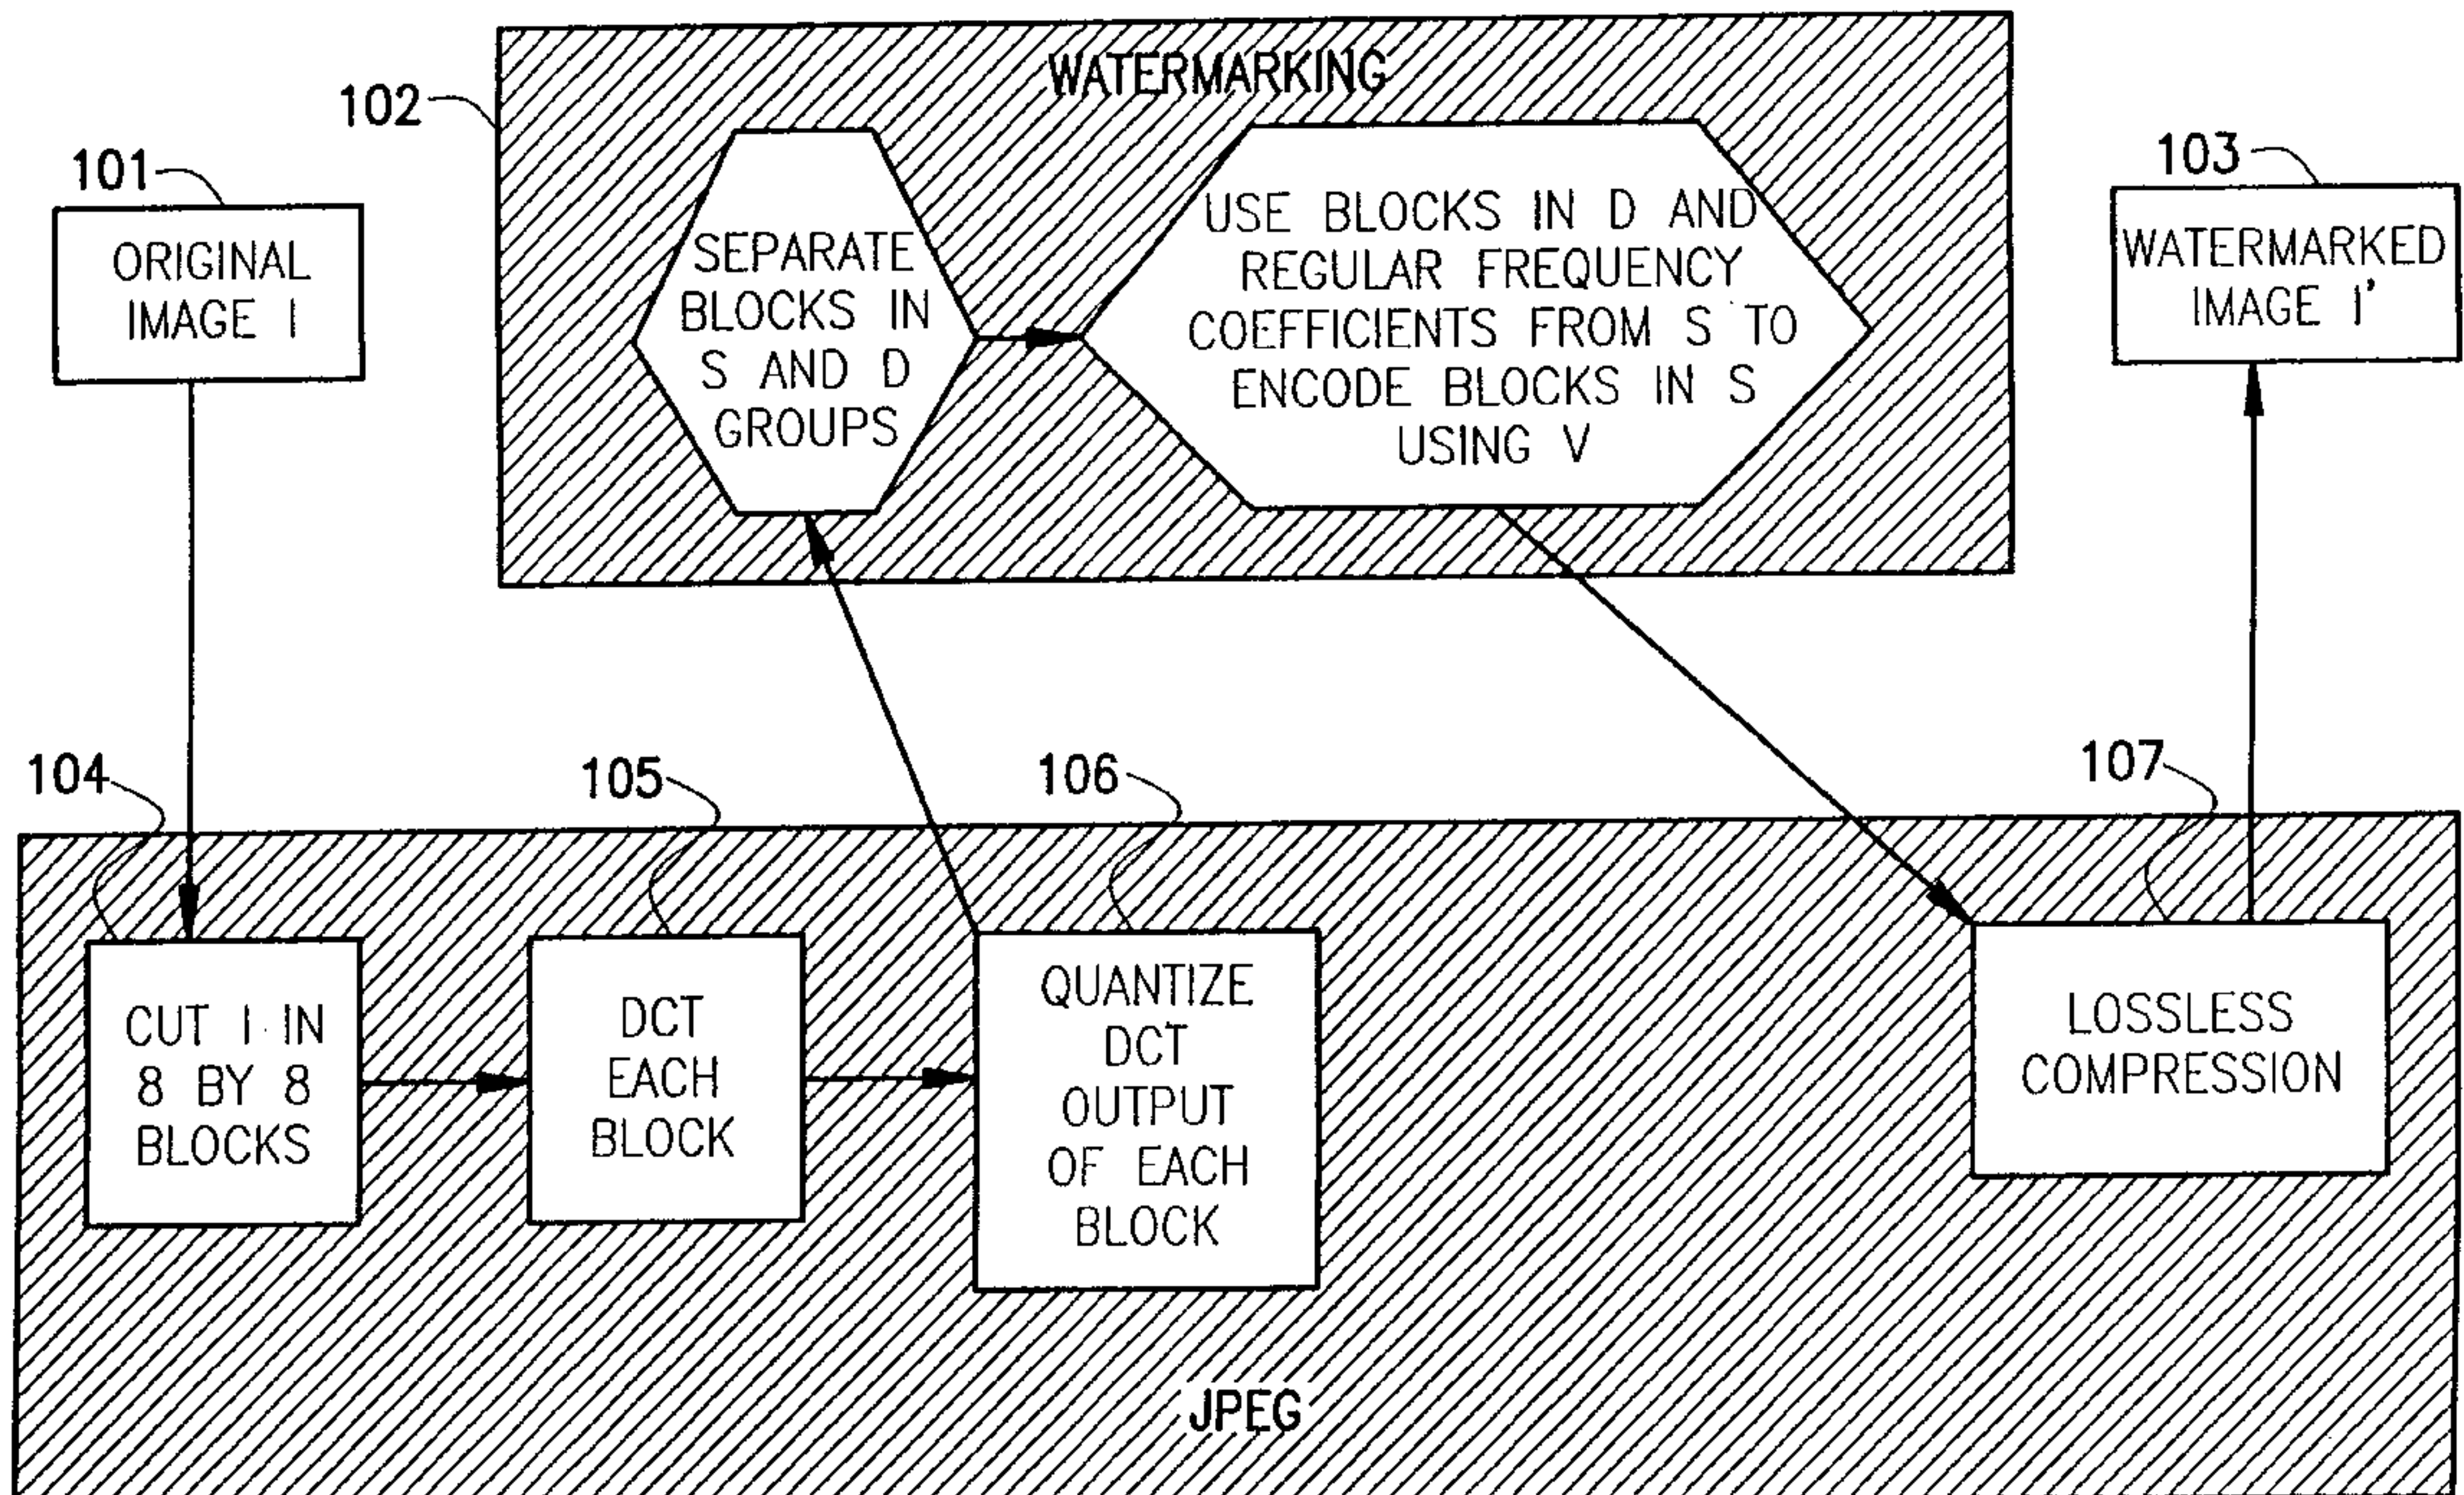 WATERMARKING
102
101
103
ORIGINAL
IMAGE I
SEPARATE
BLOCKS IN
S AND D
GROUPS
USE BLOCKS IN D AND
REGULAR FREQUENCY
COEFFICIENTS FROM S TO
ENCODE BLOCKS IN S
USING V
WATERMARKED
IMAGE I'
104
105
106
107
CUT I IN
8 BY 8
BLOCKS
DCT
EACH
BLOCK
QUANTIZE
DCT
OUTPUT
OF EACH
BLOCK
LOSSLESS
COMPRESSION
JPEG